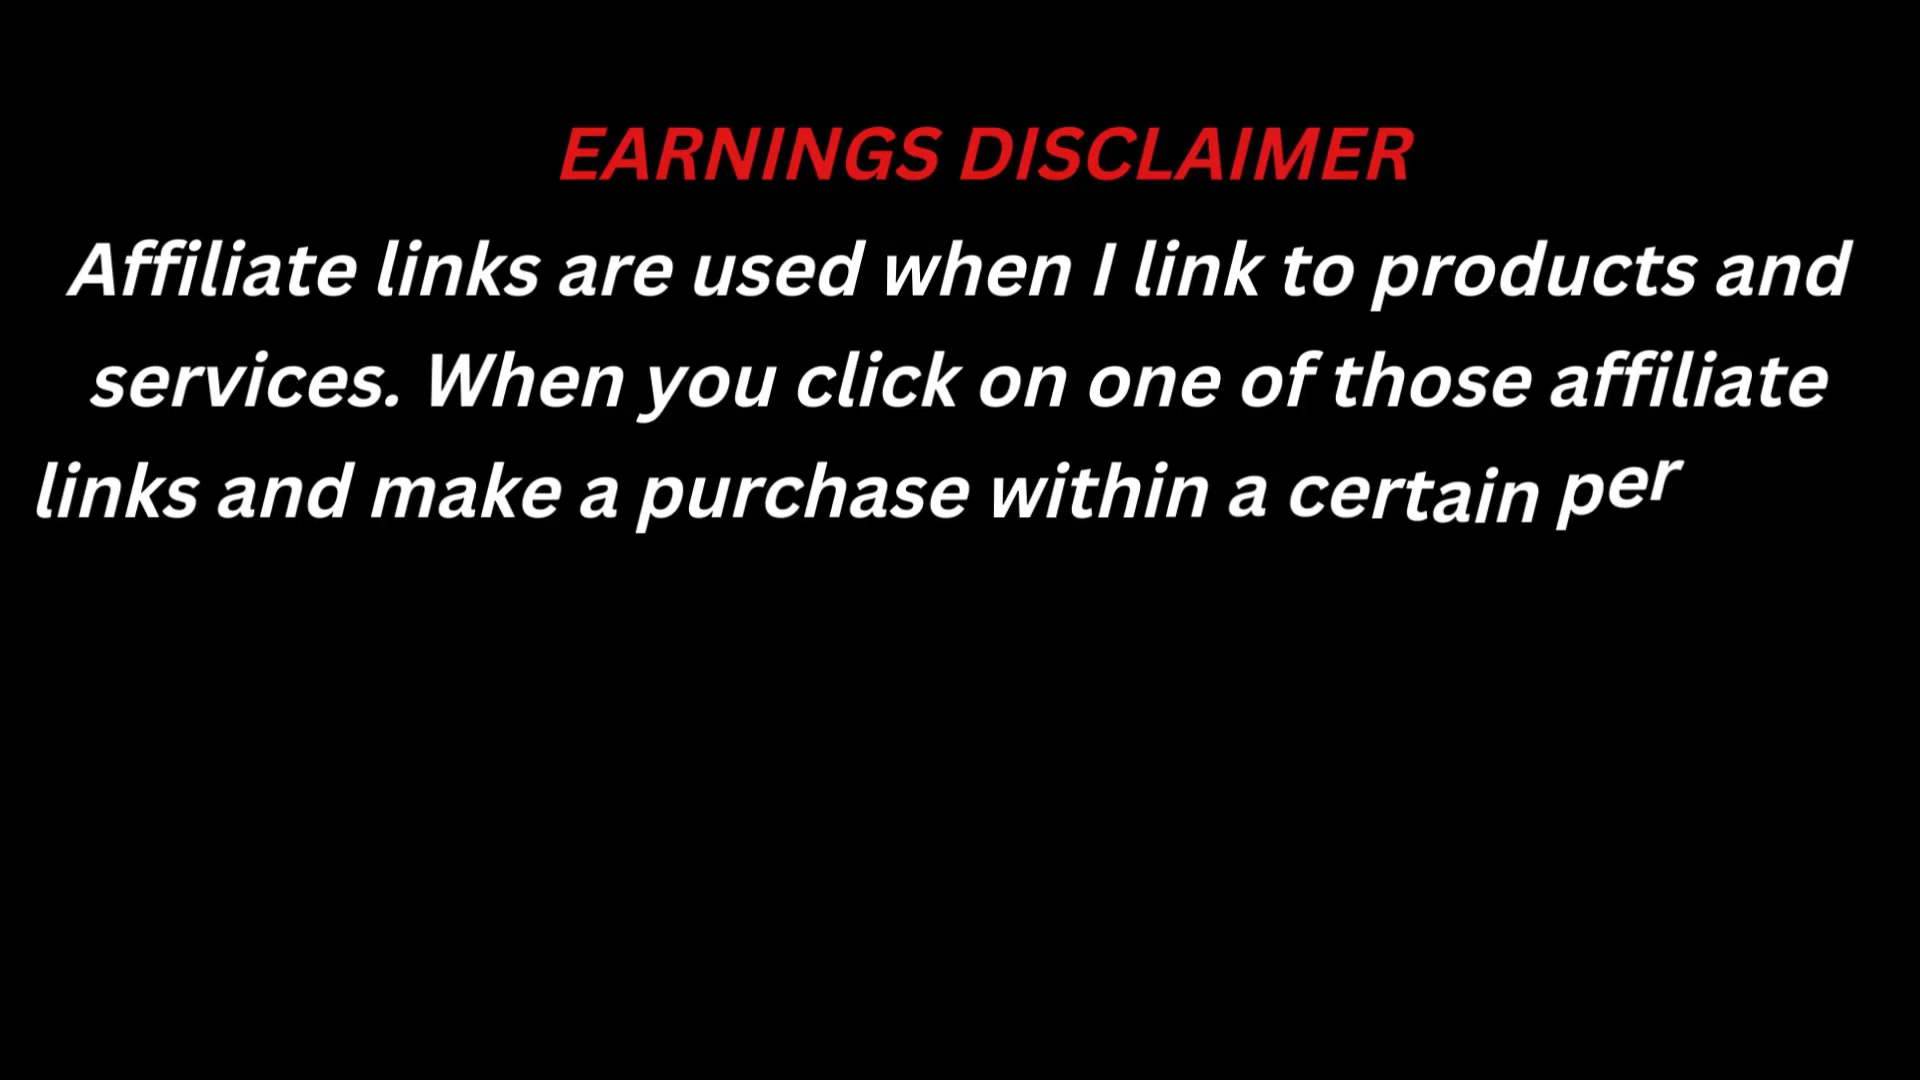 EARNINGS DISCLAIMER
Affiliate links are used when I link to products and
services. When you click on one of those affiliate
links and make a purchase within a certain per